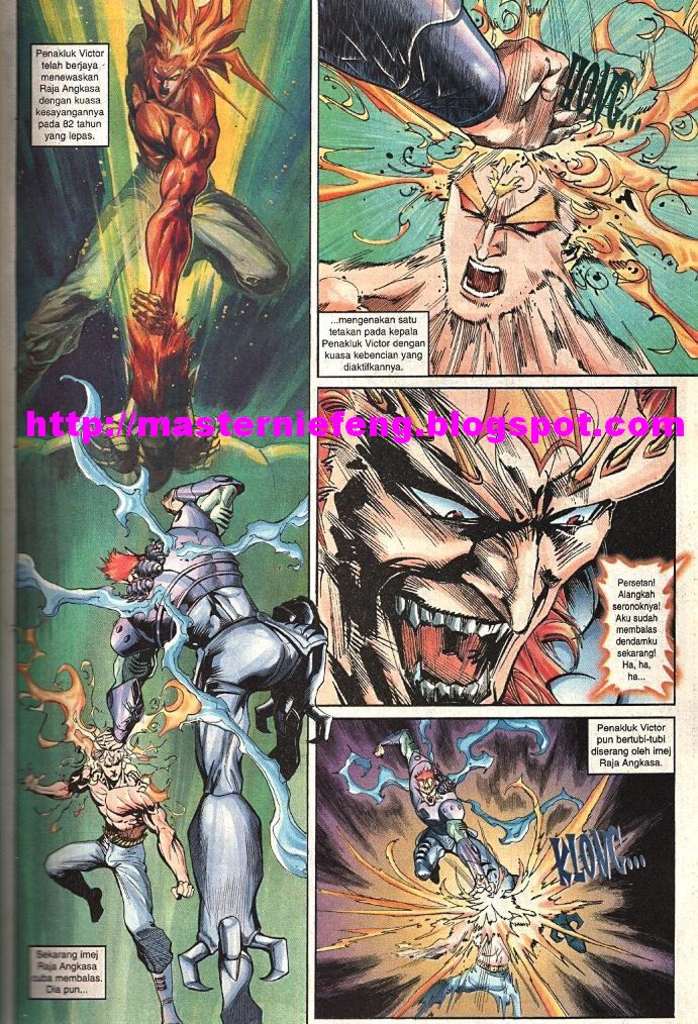 Penakluk Victor
telah berjaya
menewaskan
Raja Angkasa
dengan kuasa
kesayangannya
pada 82 tahun
yang lepas.
Sekarang imej
Raja Angkasa
cuba membalas.
Dia pun...
HONG...
...mengenakan satu
tetakan pada kepala
Penakluk Victor dengan
kuasa kebencian yang
diaktifkannya.
http://masterniefeng.blogspot.com
Persetan!
Alangkah
seronoknya!
Aku sudah
membalas
dendamku
sekarang!
Ha, ha,
ha...
Penakluk Victor
pun bertubi-tubi
diserang oleh imej
Raja Angkasa.
KLONG...